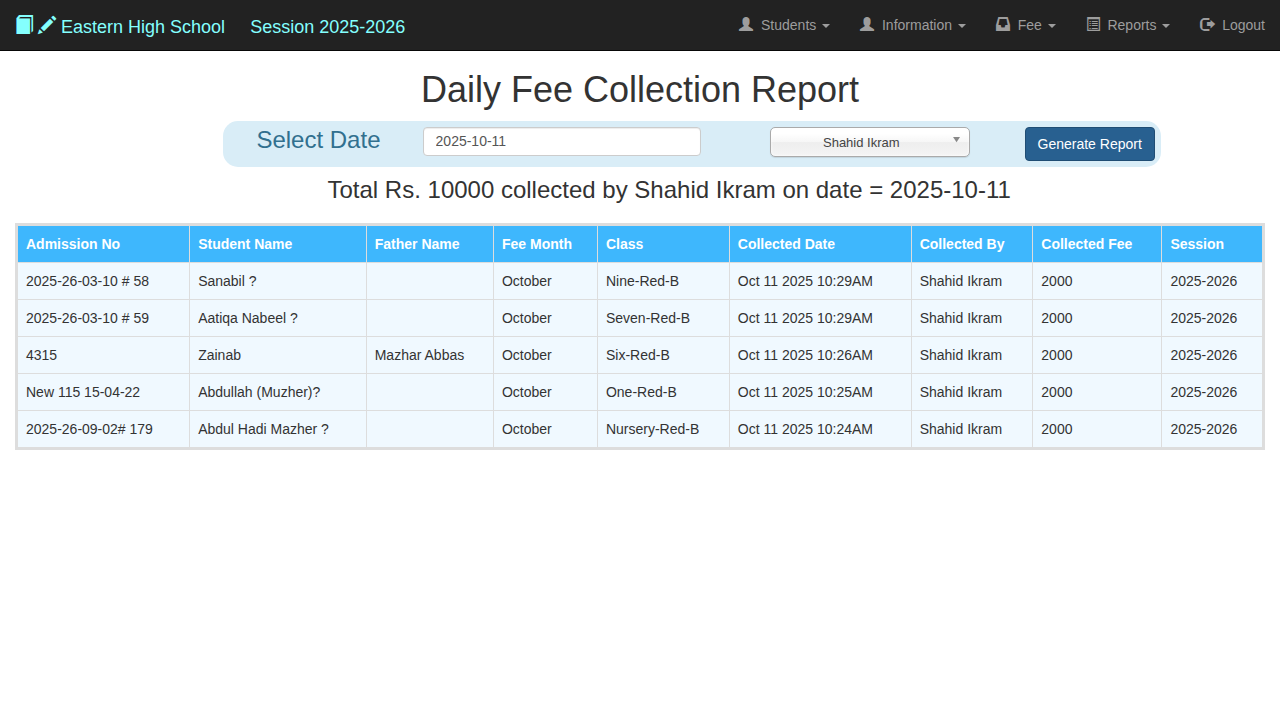 Eastern High School Session 2025-2026 Students Information Fee Reports Logout
Daily Fee Collection Report
Select Date 2025-10-11 Shahid Ikram Generate Report
Total Rs. 10000 collected by Shahid Ikram on date = 2025-10-11
Admission No Student Name Father Name Fee Month Class Collected Date Collected By Collected Fee Session
2025-26-03-10 # 58 Sanabil ? October Nine-Red-B Oct 11 2025 10:29AM Shahid Ikram 2000 2025-2026
2025-26-03-10 # 59 Aatiqa Nabeel ? October Seven-Red-B Oct 11 2025 10:29AM Shahid Ikram 2000 2025-2026
4315 Zainab Mazhar Abbas October Six-Red-B Oct 11 2025 10:26AM Shahid Ikram 2000 2025-2026
New 115 15-04-22 Abdullah (Muzher)? October One-Red-B Oct 11 2025 10:25AM Shahid Ikram 2000 2025-2026
2025-26-09-02# 179 Abdul Hadi Mazher ? October Nursery-Red-B Oct 11 2025 10:24AM Shahid Ikram 2000 2025-2026